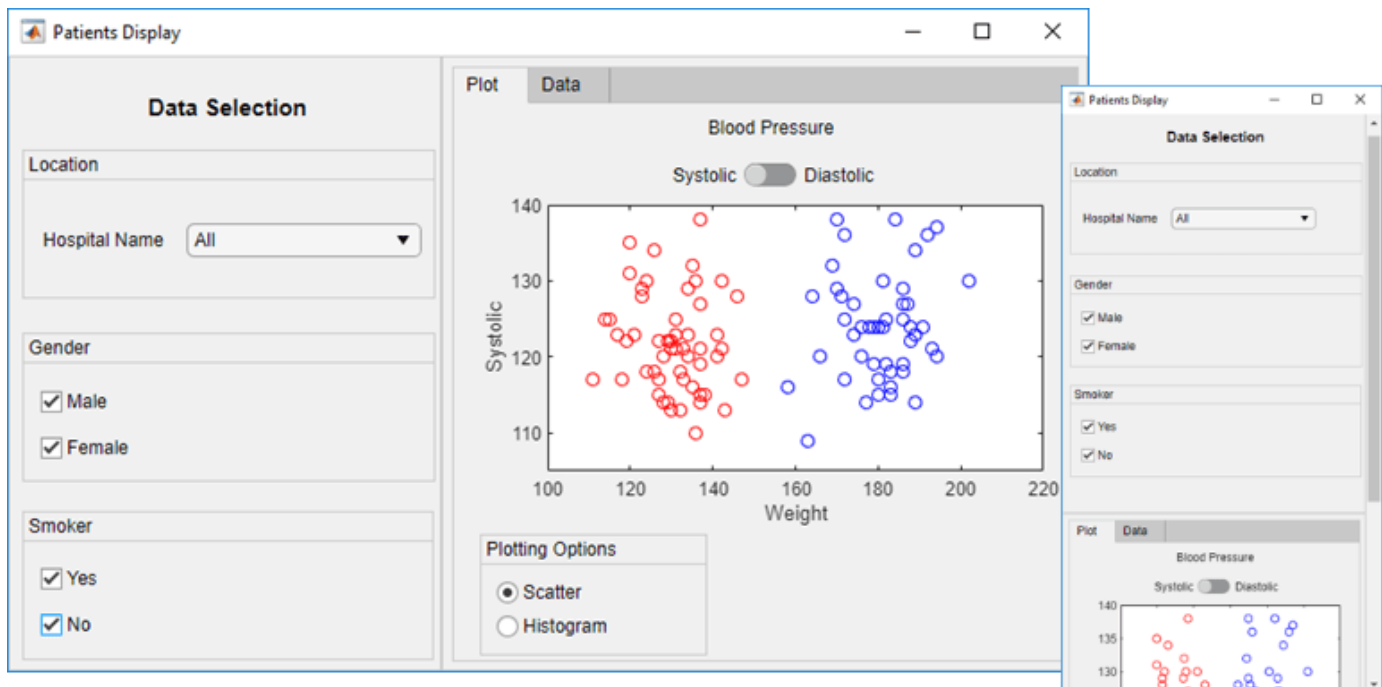 Patients Display
Data Selection
Location
Hospital Name All
Gender
Male
Female
Smoker
Yes
No
Plot Data
Blood Pressure
Systolic Diastolic
140
130
120
110
Systolic
100 120 140 160 180 200 220
Weight
Plotting Options
Scatter
Histogram
Patients Display
Data Selection
Location
Hospital Name All
Gender
Male
Female
Smoker
Yes
No
Plot Data
Blood Pressure
Systolic Diastolic
140
135
130